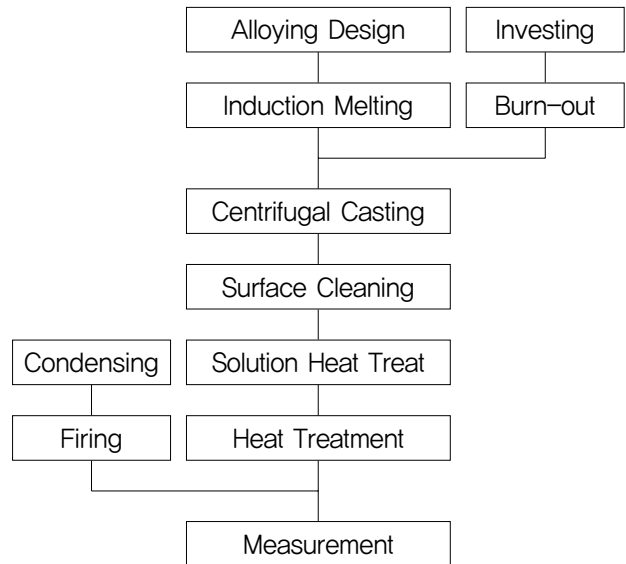 Alloying Design
Investing
Induction Melting
Burn-out
Centrifugal Casting
Surface Cleaning
Condensing
Solution Heat Treat
Firing
Heat Treatment
Measurement